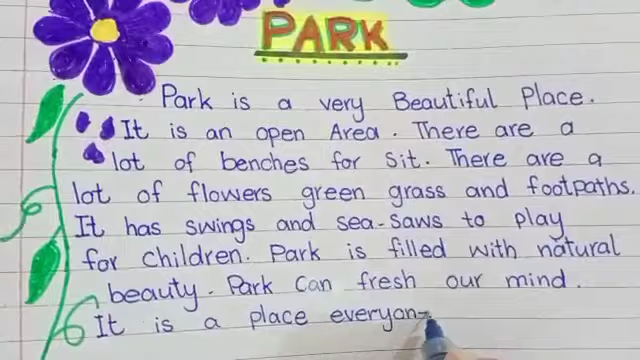 PARK
Park is a very Beautiful Place.
It is an open Area. There are a
lot of benches for sit. There are a
lot of flowers green grass and footpaths.
It has swings and sea-saws to play
for children. Park is filled with natural
beauty. Park Can fresh our mind.
It is a place everyon